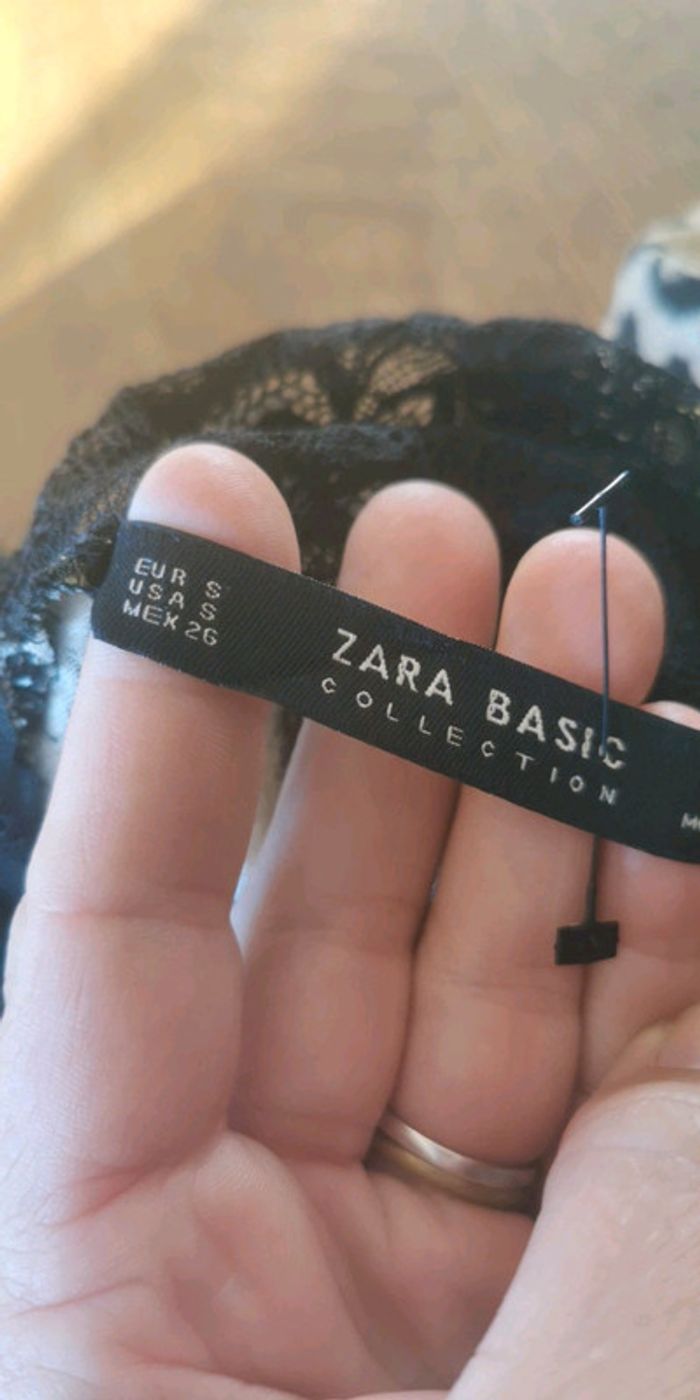 EUR S
USA S
MEX 26
ZARA BASIC
COLLECTION